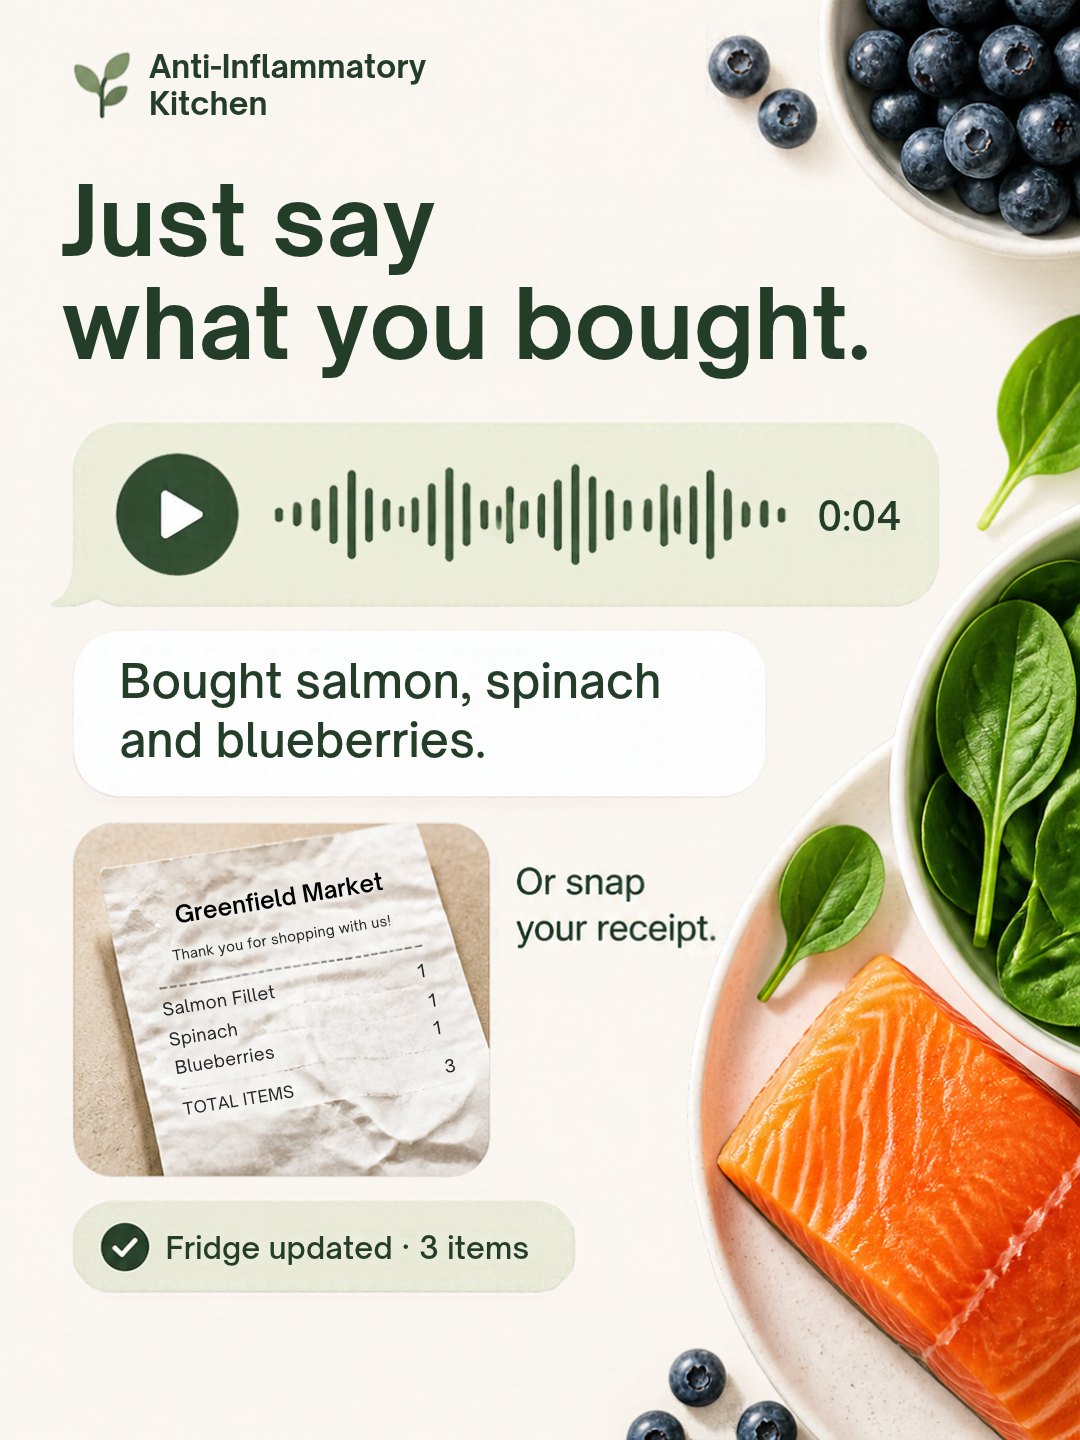 Anti-Inflammatory
Kitchen
Just say
what you bought.
0:04
Bought salmon, spinach
and blueberries.
Greenfield Market
Thank you for shopping with us!
Salmon Fillet 1
Spinach 1
Blueberries 1
TOTAL ITEMS 3
Or snap
your receipt.
Fridge updated · 3 items